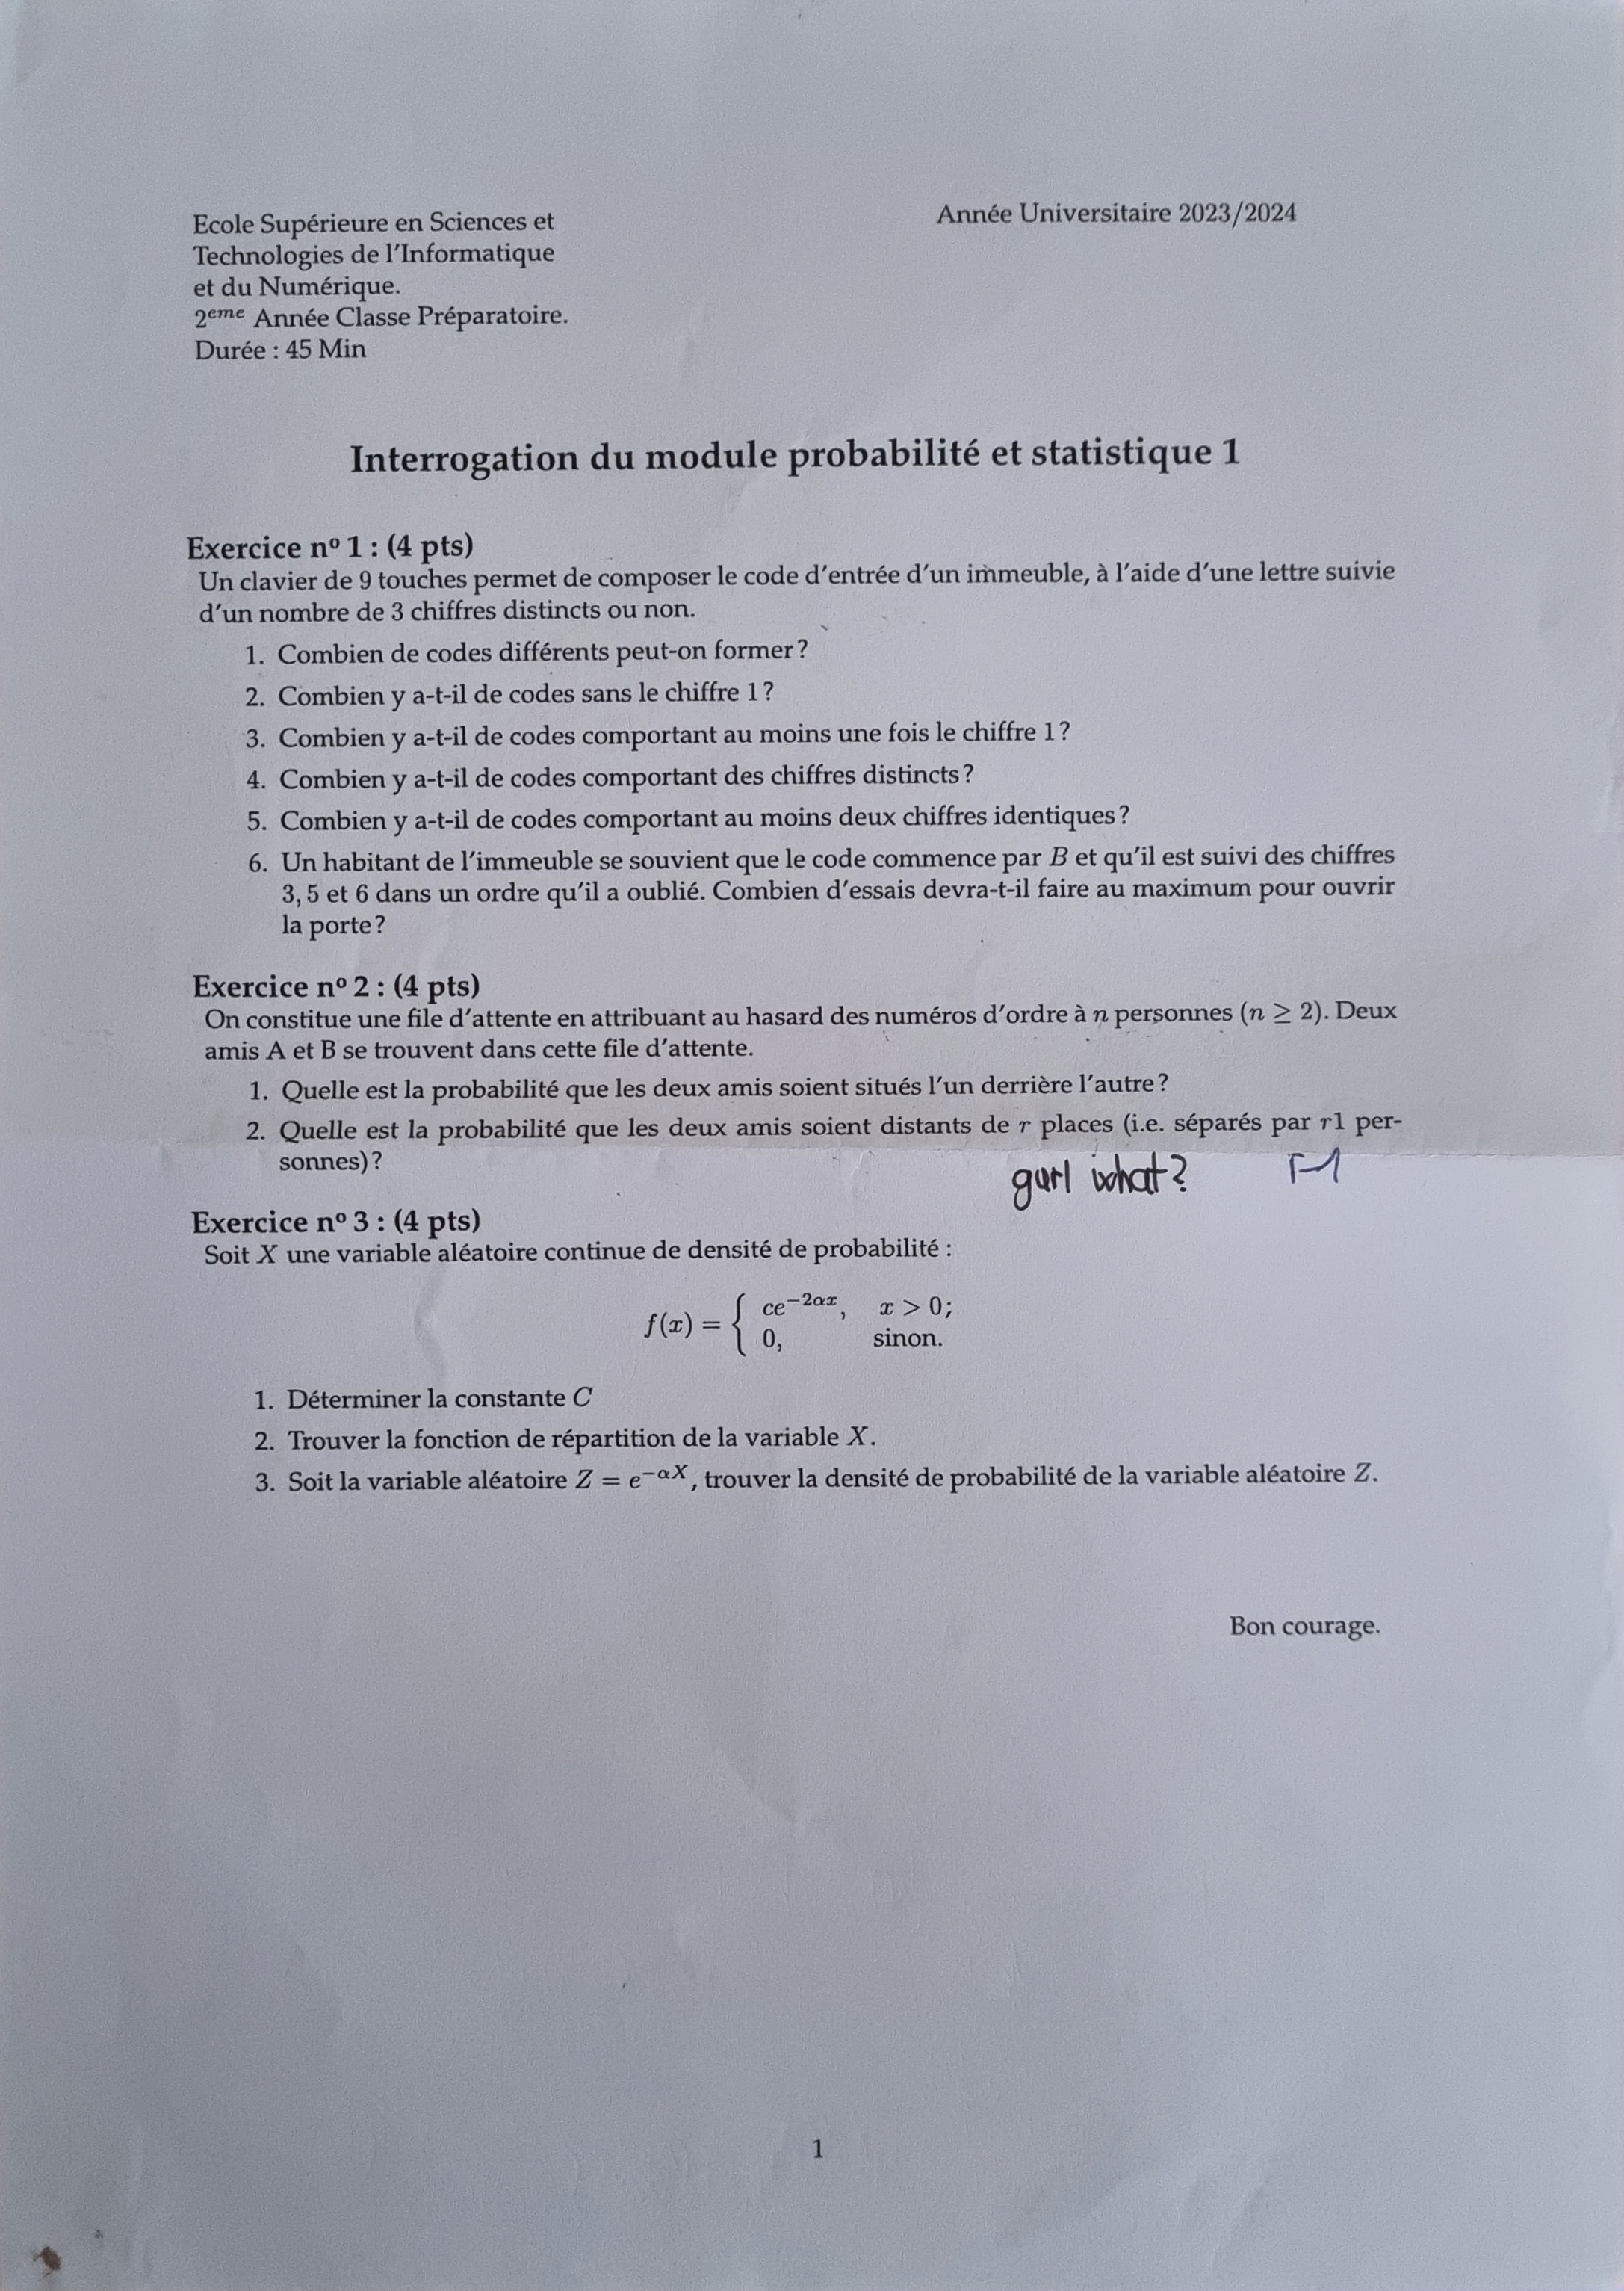 Ecole Supérieure en Sciences et
Technologies de l'Informatique
et du Numérique.
2eme Année Classe Préparatoire.
Durée : 45 Min
Année Universitaire 2023/2024
Interrogation du module probabilité et statistique 1
Exercice nº 1 : (4 pts)
Un clavier de 9 touches permet de composer le code d'entrée d'un immeuble, à l'aide d'une lettre suivie
d'un nombre de 3 chiffres distincts ou non.
1. Combien de codes différents peut-on former ?
2. Combien y a-t-il de codes sans le chiffre 1 ?
3. Combien y a-t-il de codes comportant au moins une fois le chiffre 1 ?
4. Combien y a-t-il de codes comportant des chiffres distincts ?
5. Combien y a-t-il de codes comportant au moins deux chiffres identiques ?
6. Un habitant de l'immeuble se souvient que le code commence par B et qu'il est suivi des chiffres
3, 5 et 6 dans un ordre qu'il a oublié. Combien d'essais devra-t-il faire au maximum pour ouvrir
la porte ?
Exercice nº 2 : (4 pts)
On constitue une file d'attente en attribuant au hasard des numéros d'ordre à n personnes (n ≥ 2). Deux
amis A et B se trouvent dans cette file d'attente.
1. Quelle est la probabilité que les deux amis soient situés l'un derrière l'autre ?
2. Quelle est la probabilité que les deux amis soient distants de r places (i.e. séparés par r1 per-
sonnes) ?
gurl what? r-1
Exercice nº 3 : (4 pts)
Soit X une variable aléatoire continue de densité de probabilité :
f(x) = { ce^{-2αx}, x > 0;
0, sinon.
1. Déterminer la constante C
2. Trouver la fonction de répartition de la variable X.
3. Soit la variable aléatoire Z = e^{-αX}, trouver la densité de probabilité de la variable aléatoire Z.
Bon courage.
1